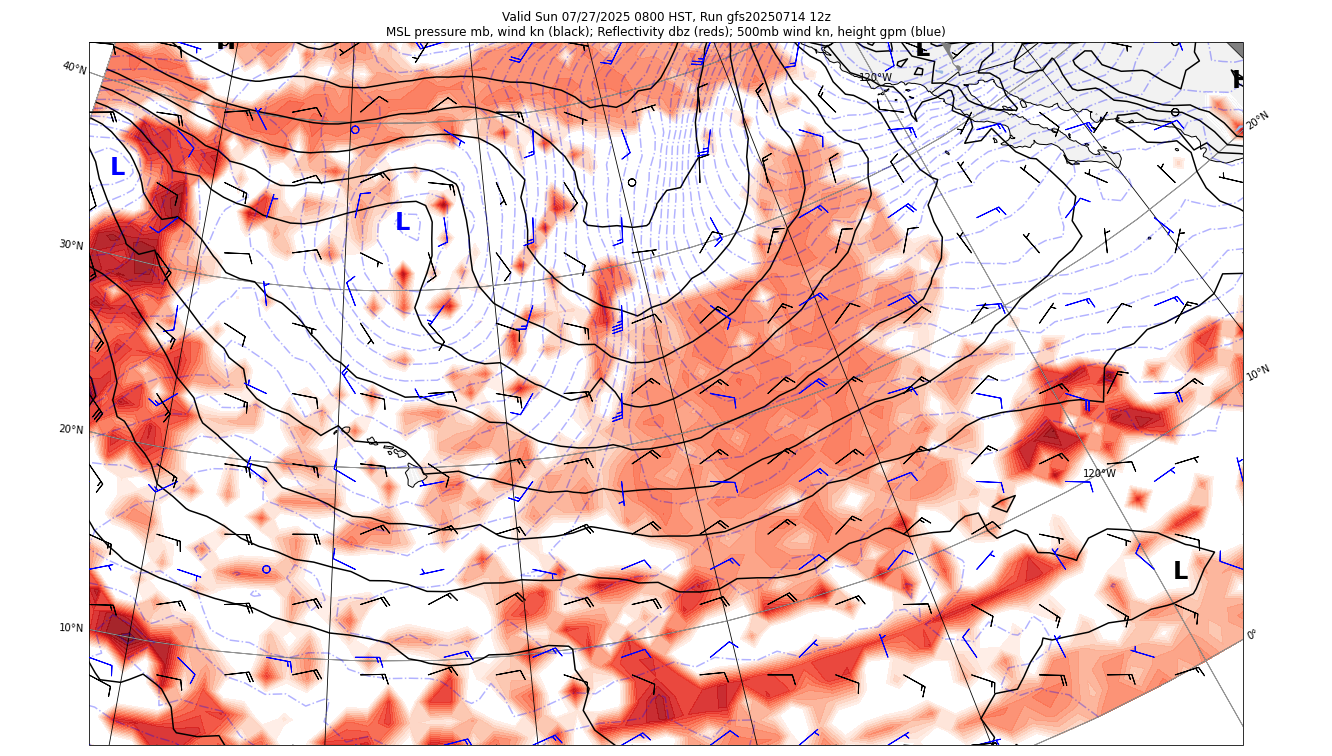 Valid Sun 07/27/2025 0800 HST, Run gfs20250714 12z
MSL pressure mb, wind kn (black); Reflectivity dbz (reds); 500mb wind kn, height gpm (blue)
H
L
40°N
120°W
H
20°N
L
L
30°N
10°N
20°N
120°W
L
10°N
0°